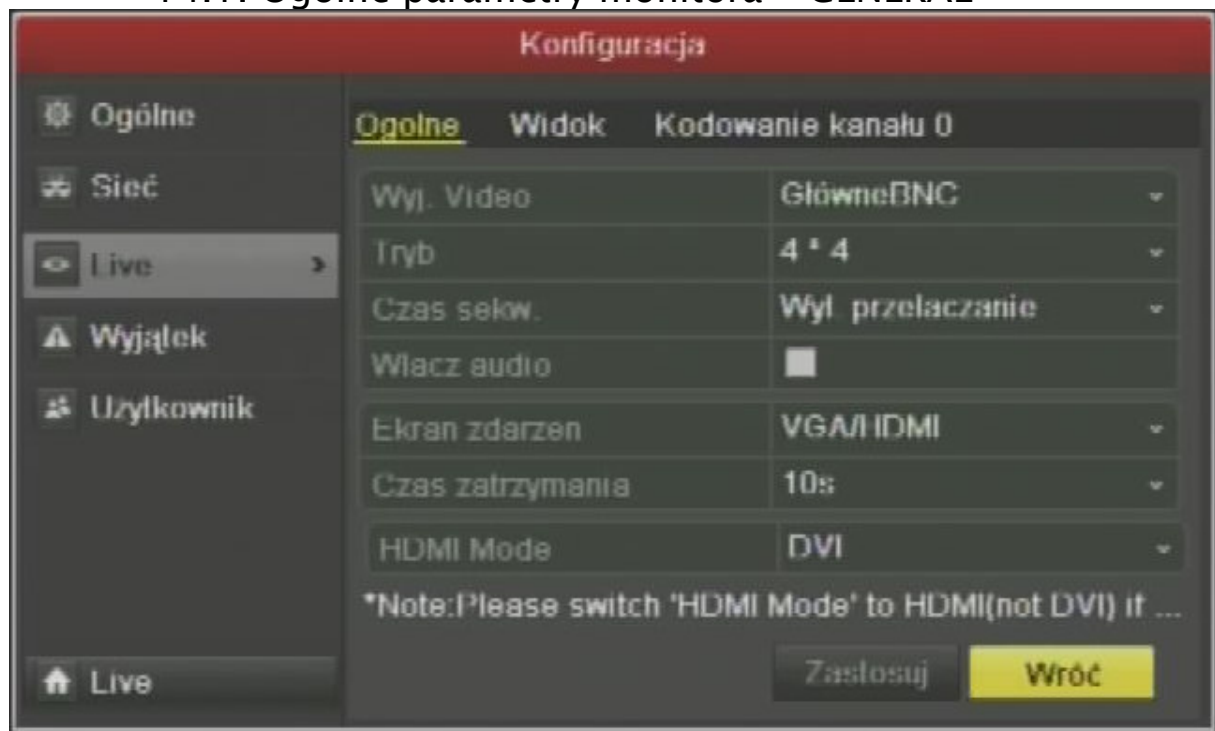 Konfiguracja
Ogólne
Sieć
Live
Wyjątek
Uzytkownik
Live
Ogolne Widok Kodowanie kanału 0
Wyj. Video GłówneBNC
Tryb 4 * 4
Czas sekw. Wył. przelaczanie
Wlacz audio
Ekran zdarzen VGA/HDMI
Czas zatrzymania 10s
HDMI Mode DVI
*Note:Please switch 'HDMI Mode' to HDMI(not DVI) if ...
Zastosuj Wróć